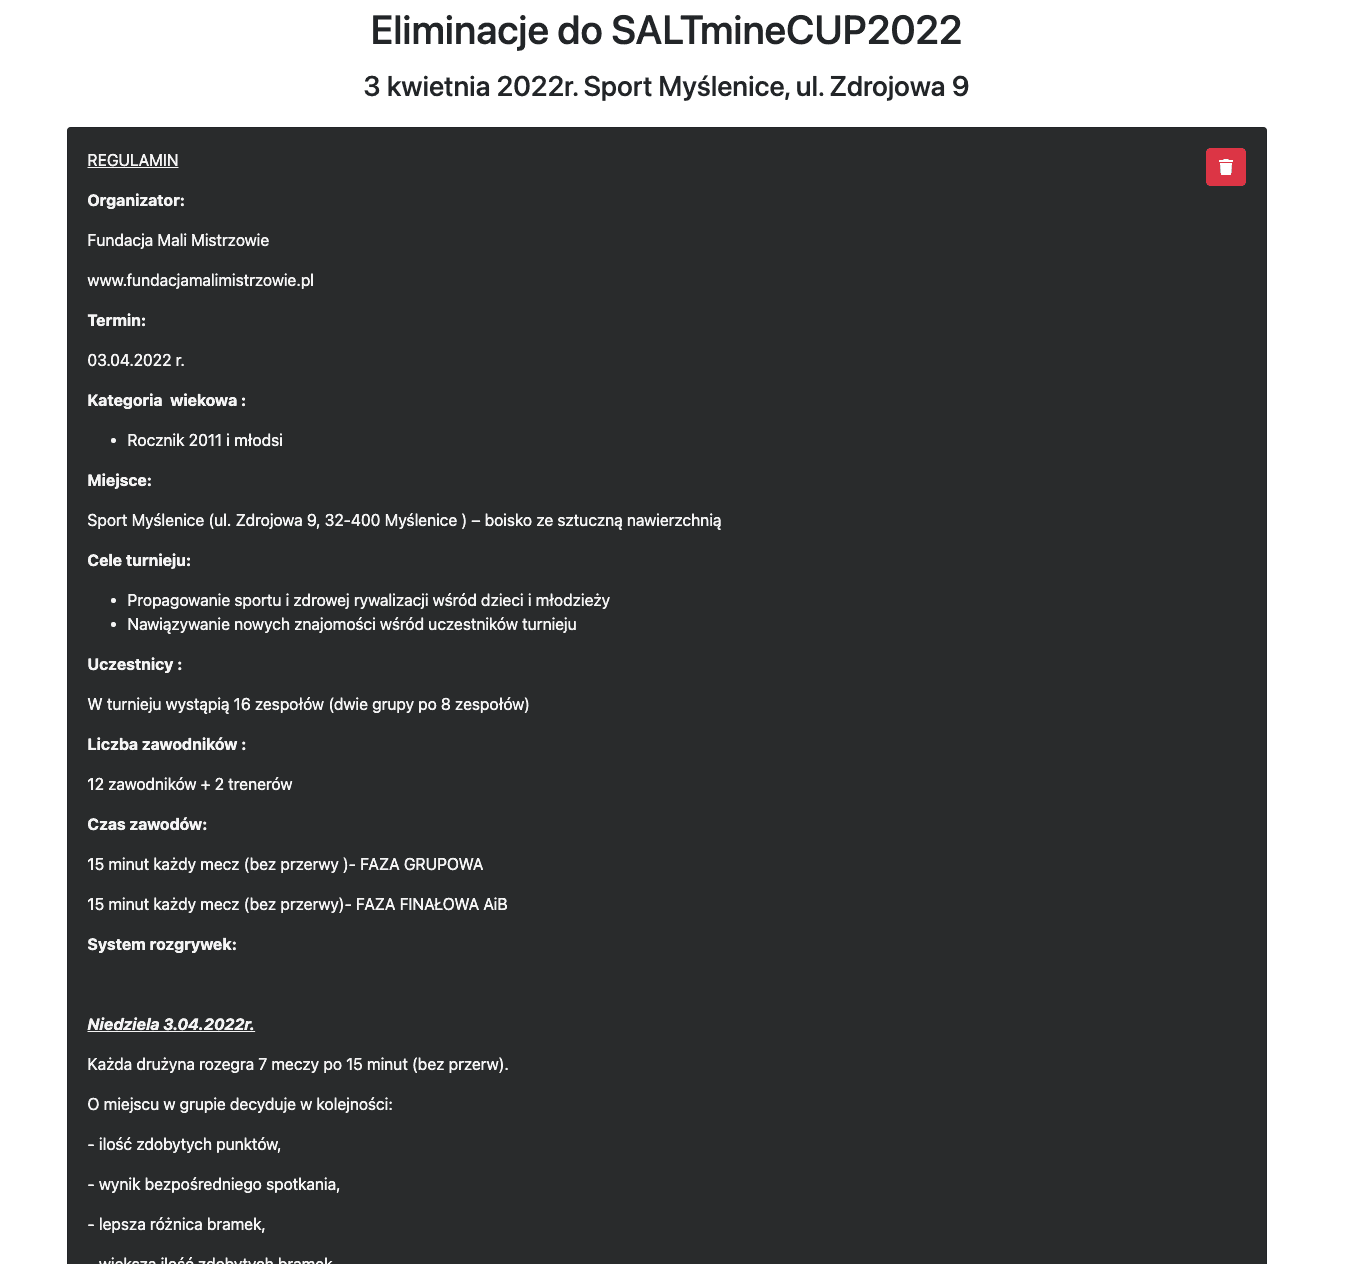 Eliminacje do SALTmineCUP2022
3 kwietnia 2022r. Sport Myślenice, ul. Zdrojowa 9
REGULAMIN
Organizator:
Fundacja Mali Mistrzowie
www.fundacjamalimistrzowie.pl
Termin:
03.04.2022 r.
Kategoria  wiekowa :
• Rocznik 2011 i młodsi
Miejsce:
Sport Myślenice (ul. Zdrojowa 9, 32-400 Myślenice ) – boisko ze sztuczną nawierzchnią
Cele turnieju:
• Propagowanie sportu i zdrowej rywalizacji wśród dzieci i młodzieży
• Nawiązywanie nowych znajomości wśród uczestników turnieju
Uczestnicy :
W turnieju wystąpią 16 zespołów (dwie grupy po 8 zespołów)
Liczba zawodników :
12 zawodników + 2 trenerów
Czas zawodów:
15 minut każdy mecz (bez przerwy )- FAZA GRUPOWA
15 minut każdy mecz (bez przerwy)- FAZA FINAŁOWA AiB
System rozgrywek:
Niedziela 3.04.2022r.
Każda drużyna rozegra 7 meczy po 15 minut (bez przerw).
O miejscu w grupie decyduje w kolejności:
- ilość zdobytych punktów,
- wynik bezpośredniego spotkania,
- lepsza różnica bramek,
- większa ilość zdobytych bramek